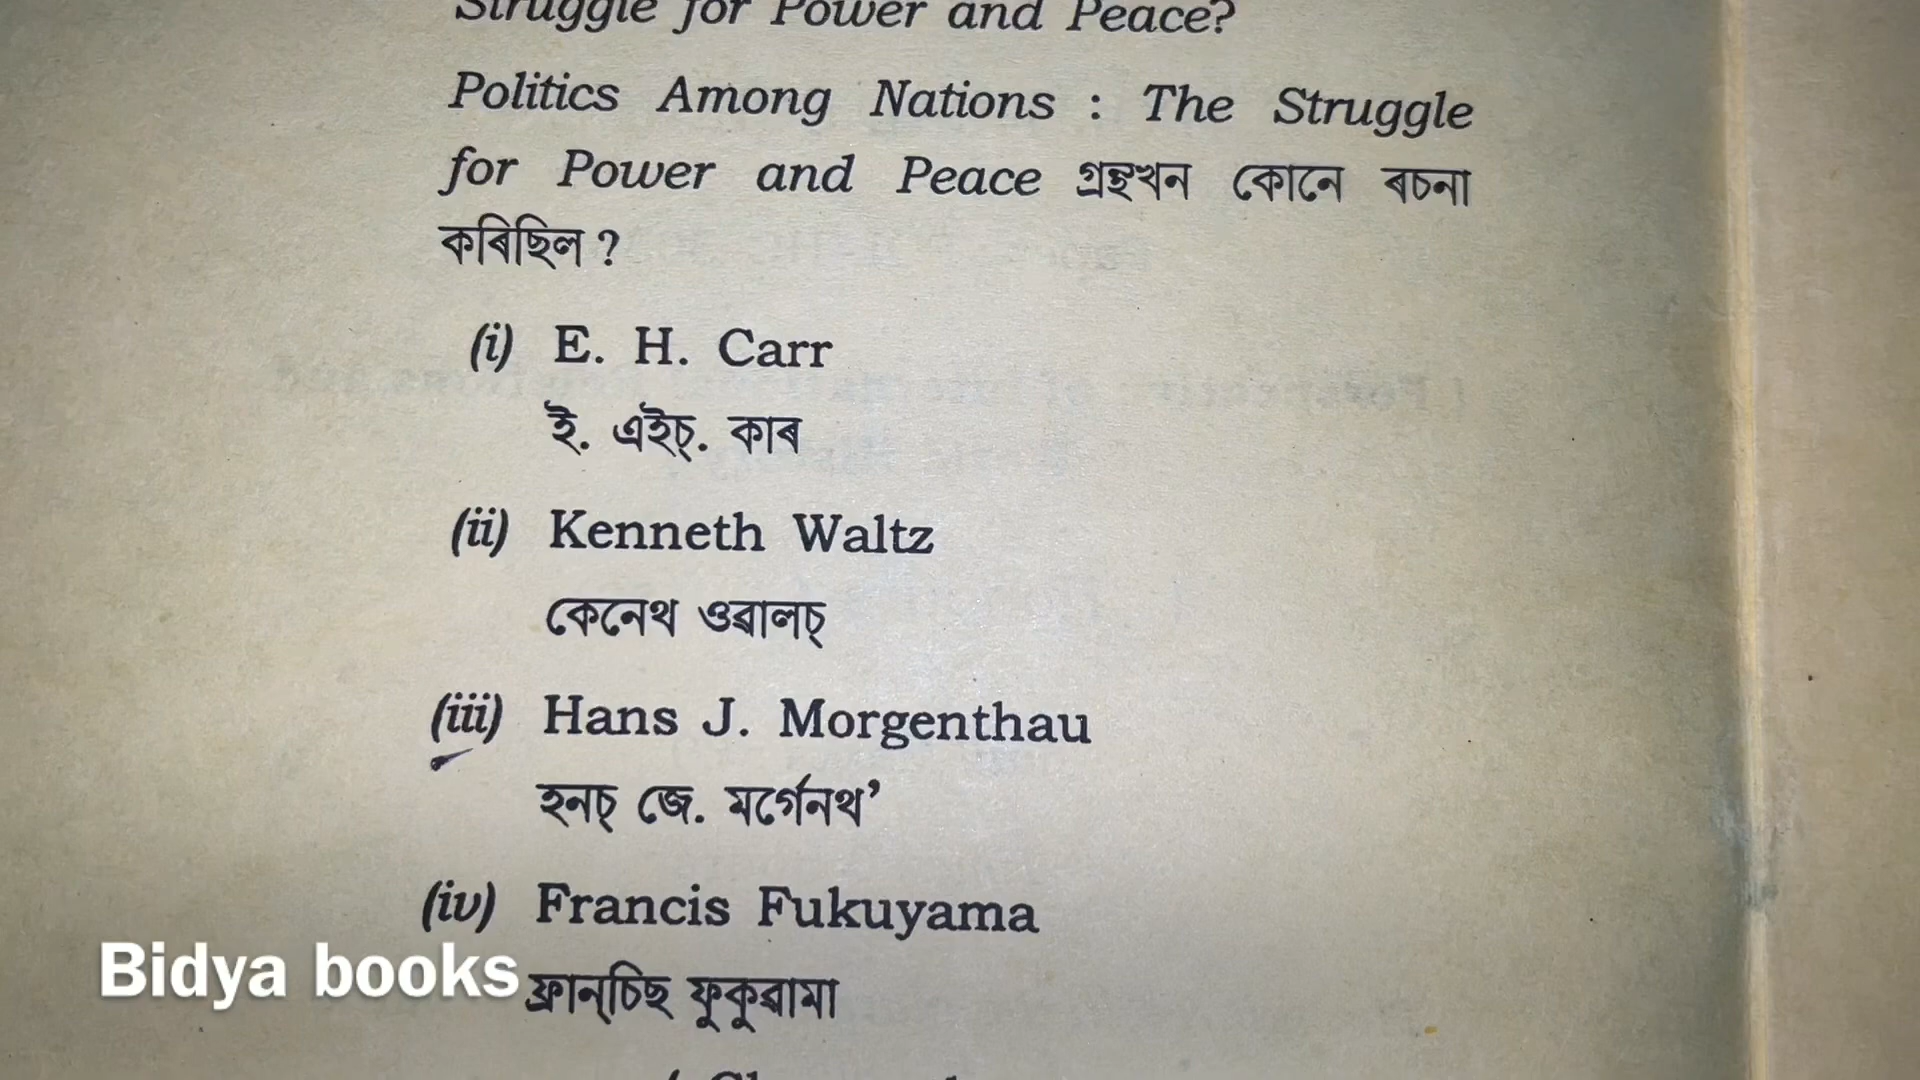 Struggle for Power and Peace?
Politics Among Nations : The Struggle
for Power and Peace গ্ৰন্থখন কোনে ৰচনা
কৰিছিল ?
(i) E. H. Carr
ই. এইচ্. কাৰ
(ii) Kenneth Waltz
কেনেথ ওৱালচ্
(iii) Hans J. Morgenthau
হনচ্ জে. মৰ্গেনথ’
(iv) Francis Fukuyama
ফ্ৰান্‌চিছ ফুকুৱামা
Bidya books